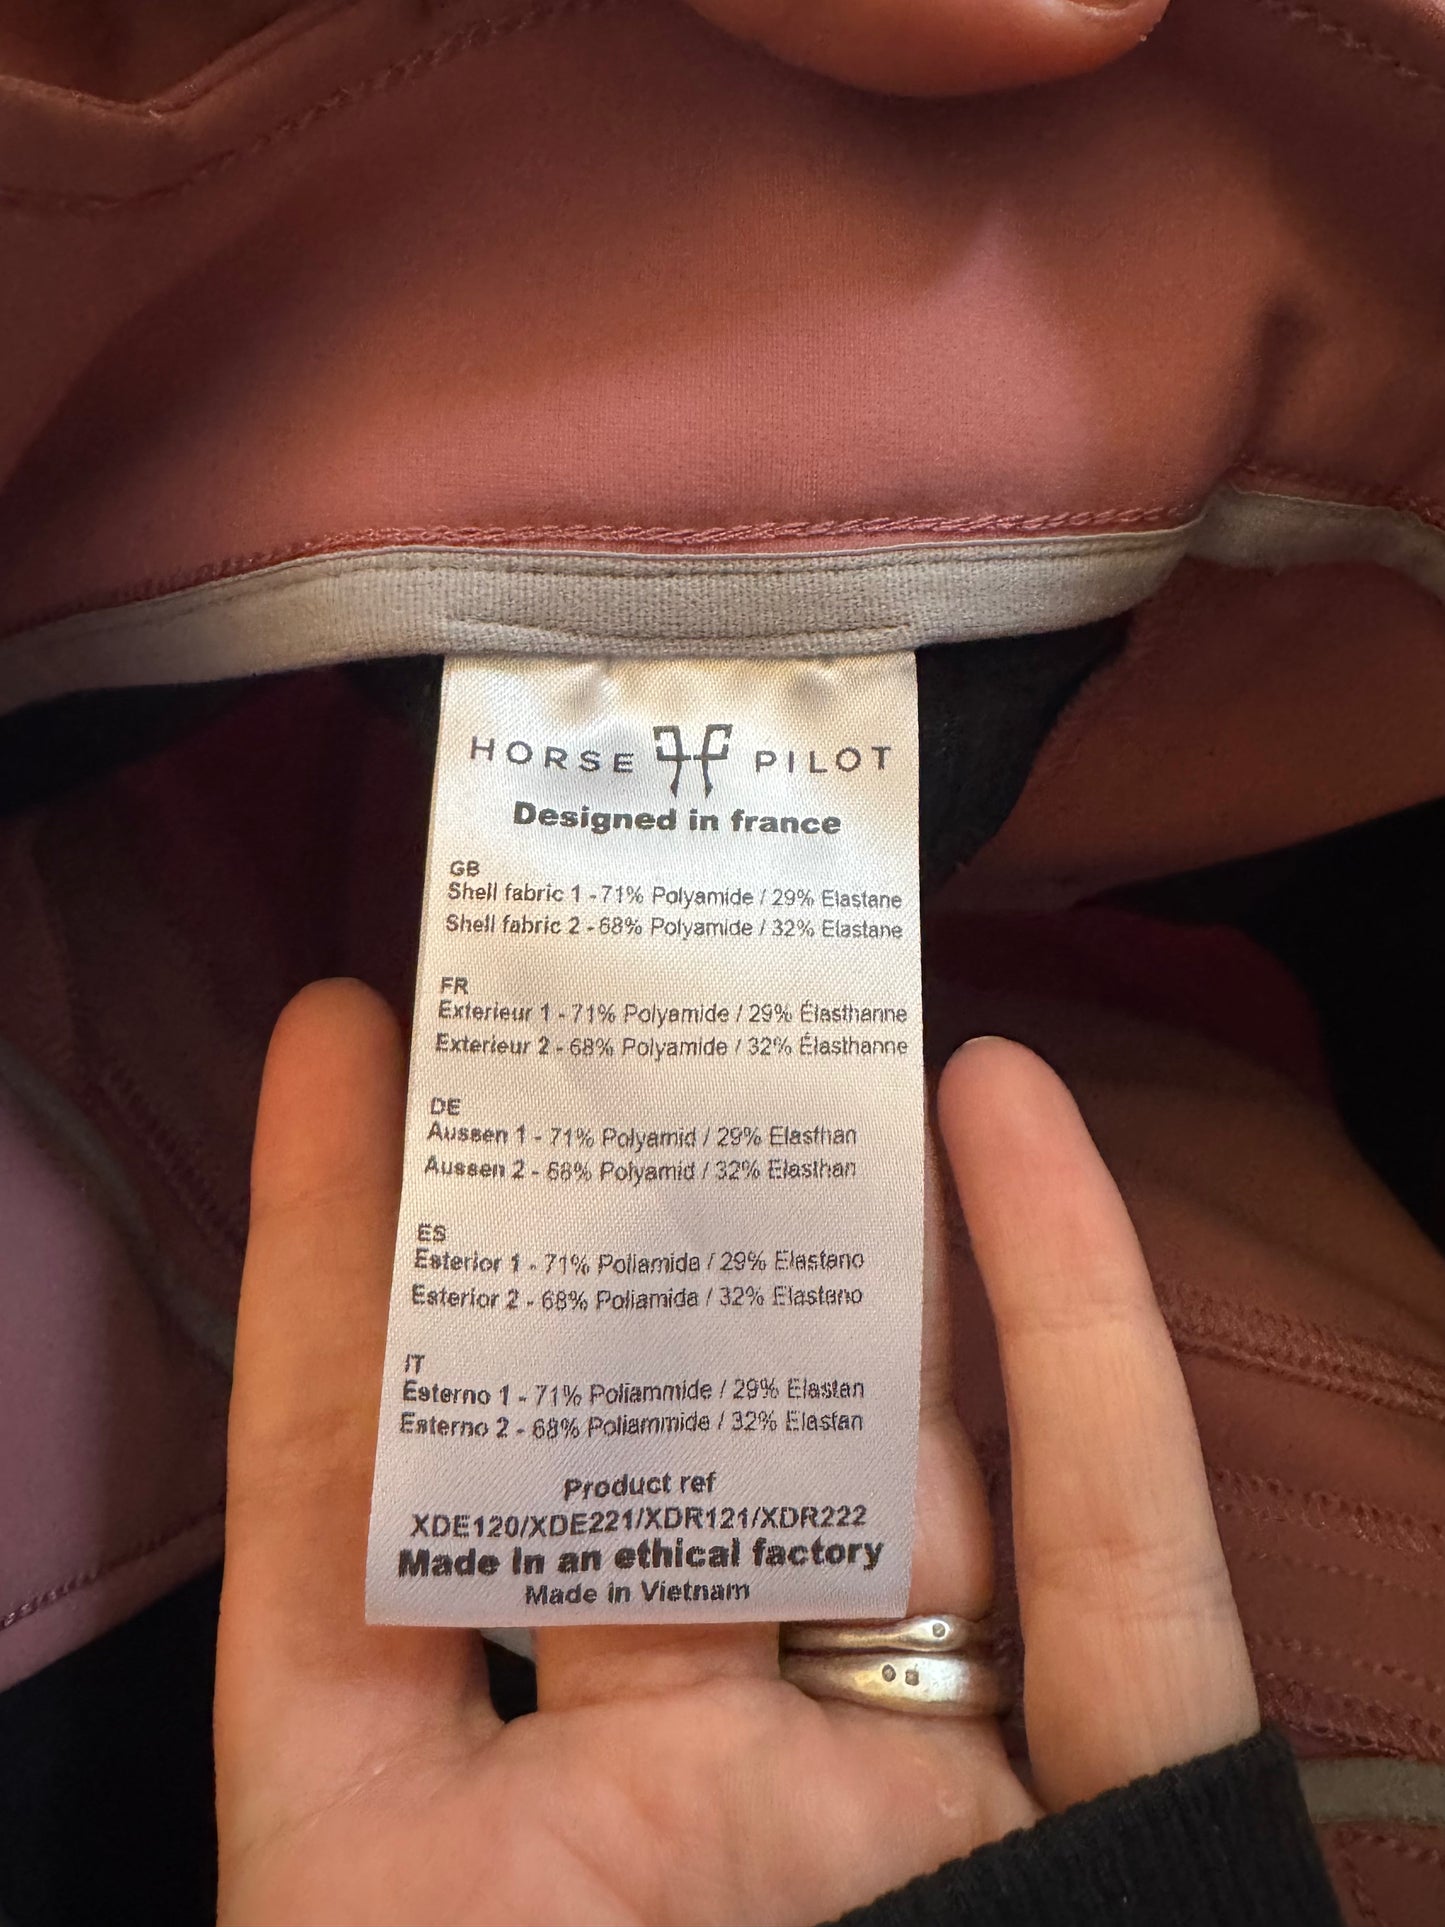 HORSE PILOT
Designed in france
GB
Shell fabric 1 - 71% Polyamide / 29% Elastane
Shell fabric 2 - 68% Polyamide / 32% Elastane
FR
Exterieur 1 - 71% Polyamide / 29% Élasthanne
Exterieur 2 - 68% Polyamide / 32% Élasthanne
DE
Aussen 1 - 71% Polyamid / 29% Elasthan
Aussen 2 - 68% Polyamid / 32% Elasthan
ES
Esterior 1 - 71% Poliamida / 29% Elastano
Esterior 2 - 68% Poliamida / 32% Elastano
IT
Esterno 1 - 71% Poliammide / 29% Elastan
Esterno 2 - 68% Poliammide / 32% Elastan
Product ref
XDE120/XDE221/XDR121/XDR222
Made in an ethical factory
Made in Vietnam